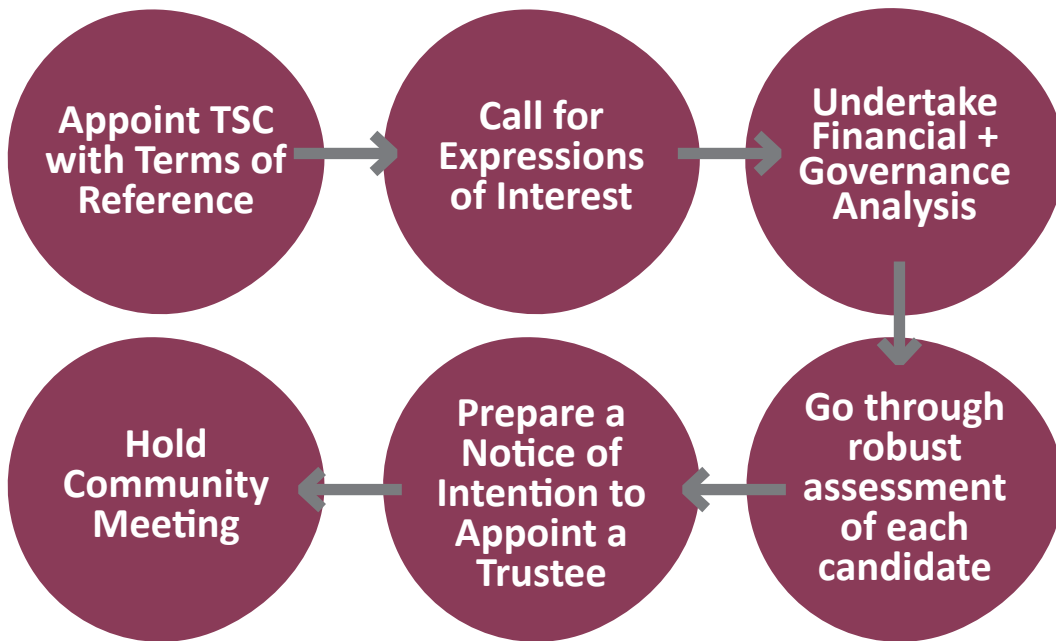 Appoint TSC
with Terms of
Reference
Call for
Expressions
of Interest
Undertake
Financial +
Governance
Analysis
Go through
robust
assessment
of each
candidate
Prepare a
Notice of
Intention to
Appoint a
Trustee
Hold
Community
Meeting